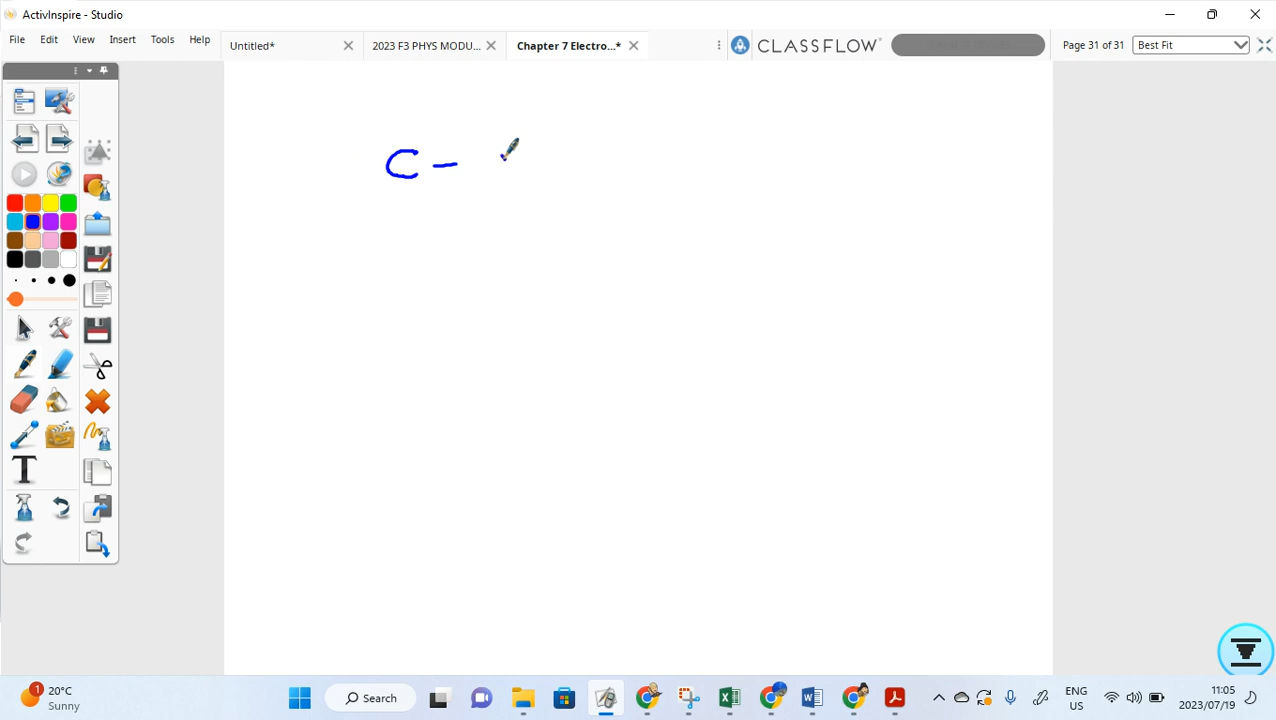 ActivInspire - Studio
File Edit View Insert Tools Help
Untitled* 2023 F3 PHYS MODU... Chapter 7 Electro...* CLASSFLOW Page 31 of 31 Best Fit
C -
T
1
20°C
Sunny
Search
ENG
US
11:05
2023/07/19